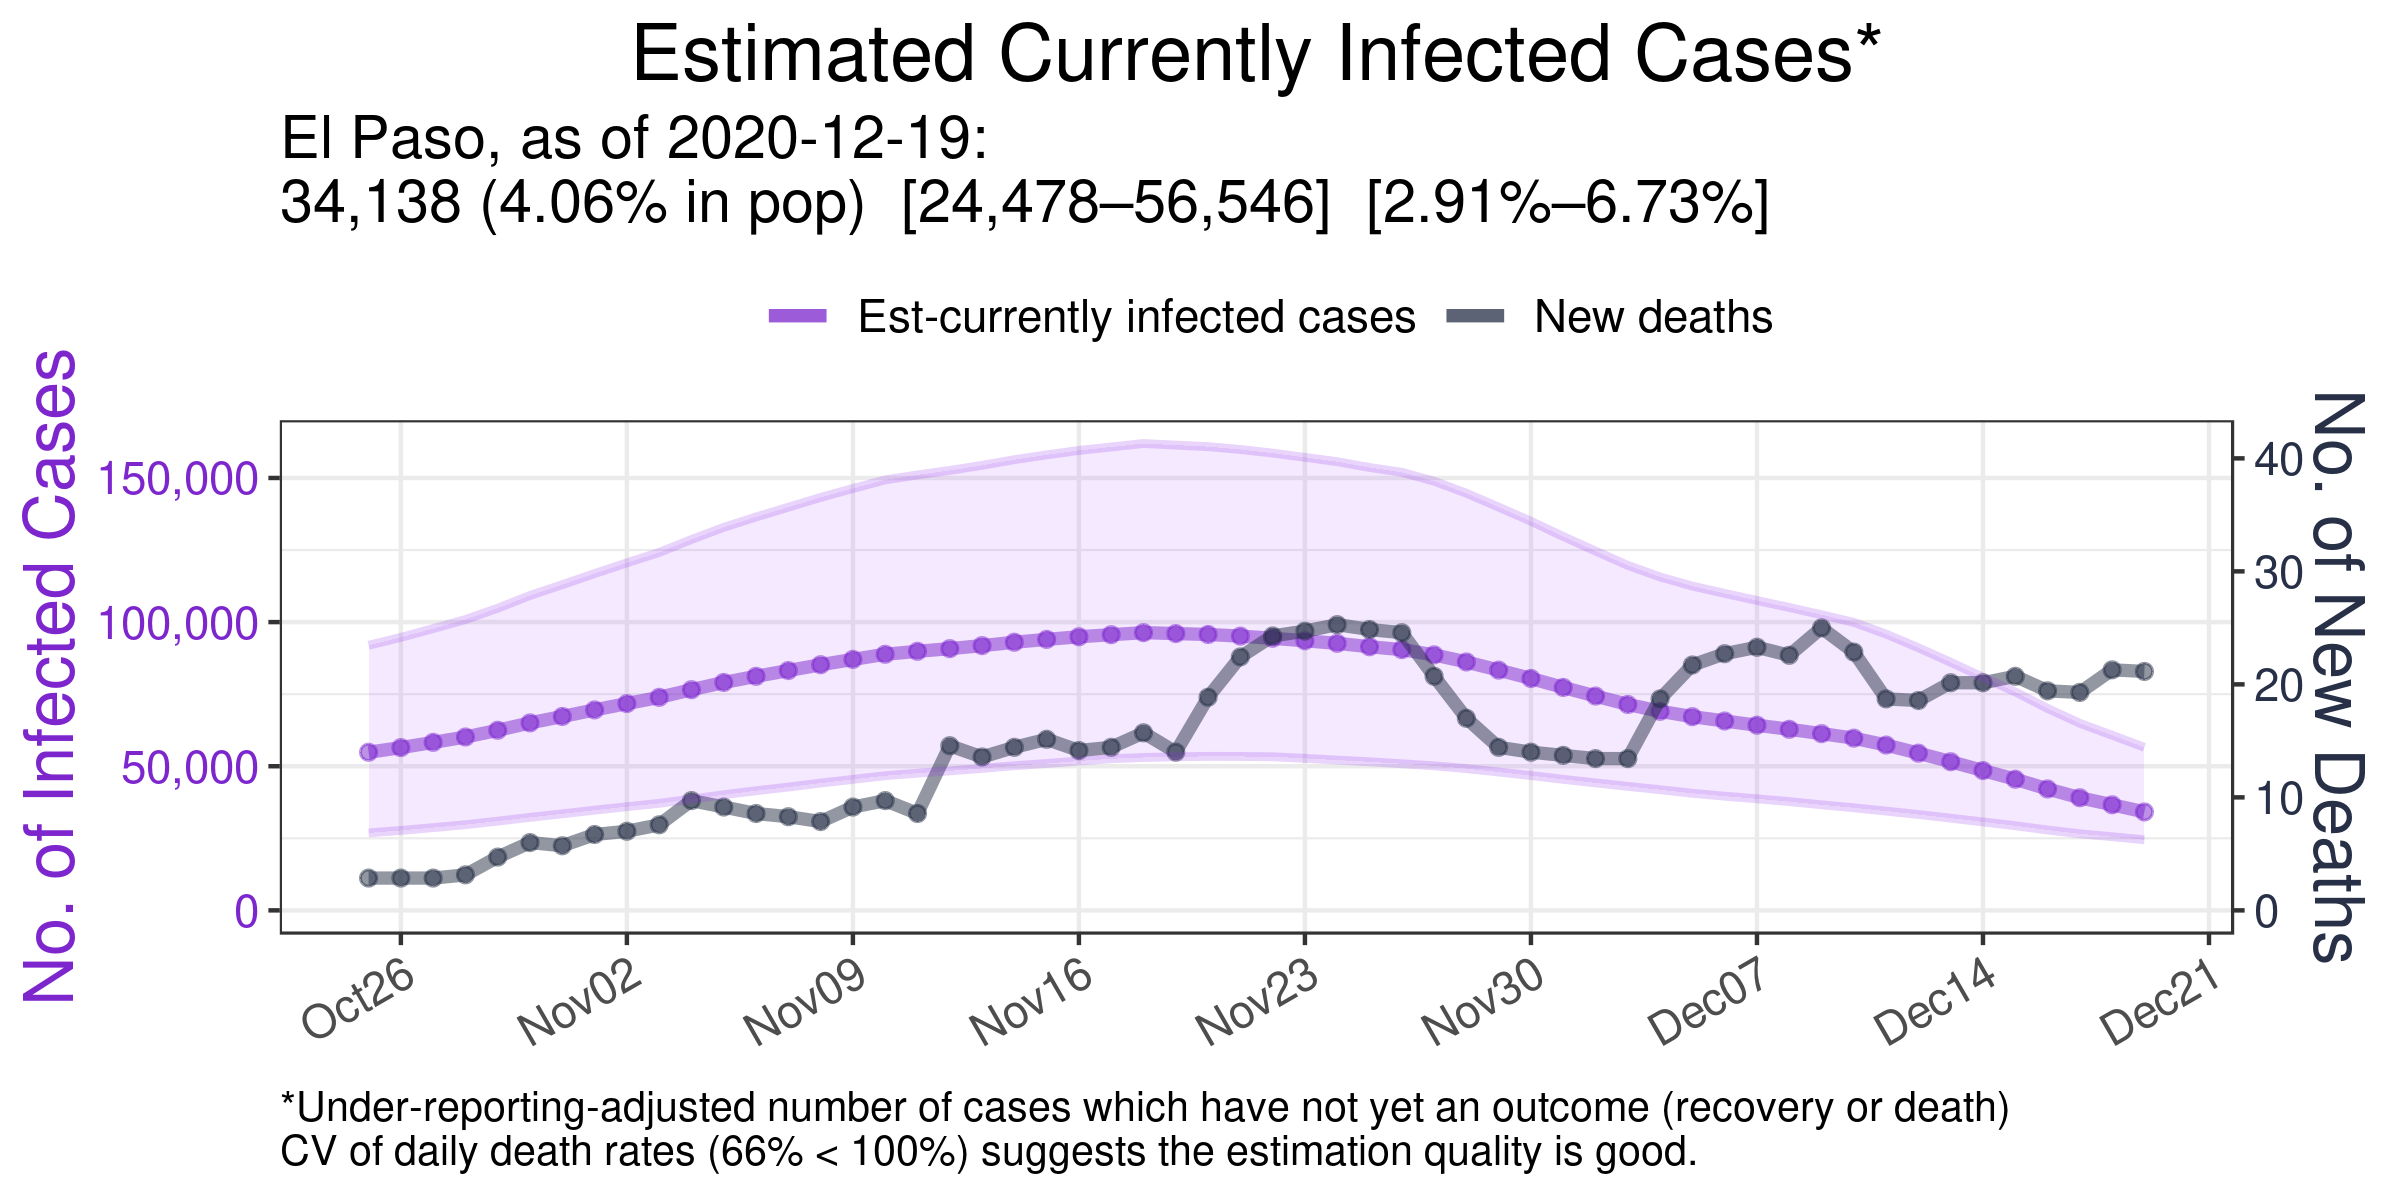 Estimated Currently Infected Cases*
El Paso, as of 2020-12-19:
34,138 (4.06% in pop)  [24,478–56,546]  [2.91%–6.73%]
Est-currently infected cases
New deaths
No. of Infected Cases
150,000
100,000
50,000
0
No. of New Deaths
40
30
20
10
0
Oct26
Nov02
Nov09
Nov16
Nov23
Nov30
Dec07
Dec14
Dec21
*Under-reporting-adjusted number of cases which have not yet an outcome (recovery or death)
CV of daily death rates (66% < 100%) suggests the estimation quality is good.